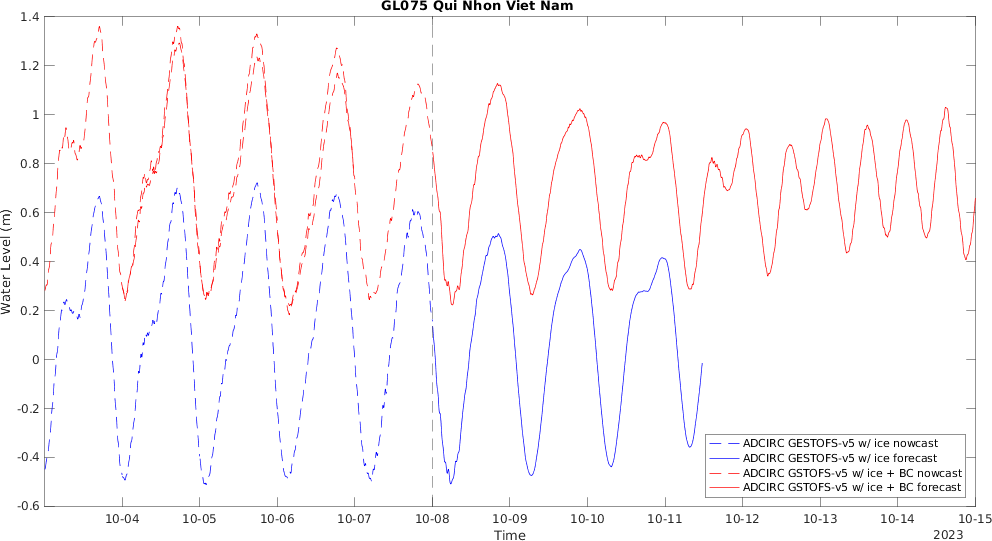 GL075 Qui Nhon Viet Nam
1.4
1.2
1
0.8
0.6
0.4
0.2
0
-0.2
-0.4
-0.6
Water Level (m)
ADCIRC GESTOFS-v5 w/ ice nowcast
ADCIRC GESTOFS-v5 w/ ice forecast
ADCIRC GSTOFS-v5 w/ ice + BC nowcast
ADCIRC GSTOFS-v5 w/ ice + BC forecast
10-04 10-05 10-06 10-07 10-08 10-09 10-10 10-11 10-12 10-13 10-14 10-15
Time
2023